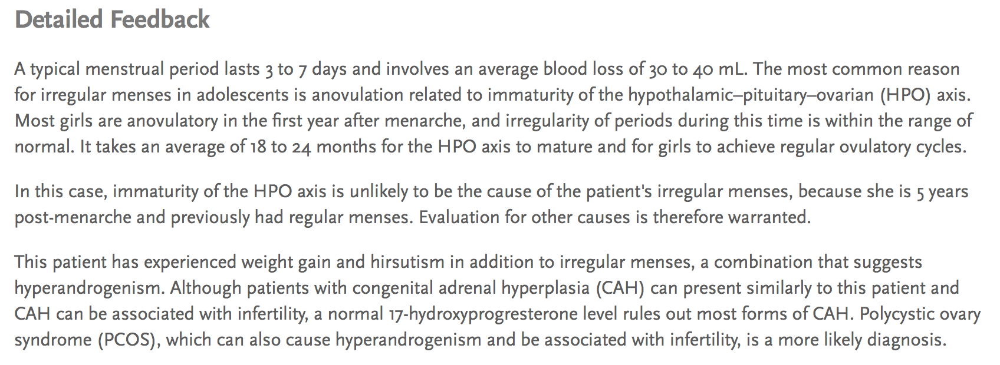 Detailed Feedback
A typical menstrual period lasts 3 to 7 days and involves an average blood loss of 30 to 40 mL. The most common reason
for irregular menses in adolescents is anovulation related to immaturity of the hypothalamic–pituitary–ovarian (HPO) axis.
Most girls are anovulatory in the first year after menarche, and irregularity of periods during this time is within the range of
normal. It takes an average of 18 to 24 months for the HPO axis to mature and for girls to achieve regular ovulatory cycles.
In this case, immaturity of the HPO axis is unlikely to be the cause of the patient's irregular menses, because she is 5 years
post-menarche and previously had regular menses. Evaluation for other causes is therefore warranted.
This patient has experienced weight gain and hirsutism in addition to irregular menses, a combination that suggests
hyperandrogenism. Although patients with congenital adrenal hyperplasia (CAH) can present similarly to this patient and
CAH can be associated with infertility, a normal 17-hydroxyprogresterone level rules out most forms of CAH. Polycystic ovary
syndrome (PCOS), which can also cause hyperandrogenism and be associated with infertility, is a more likely diagnosis.